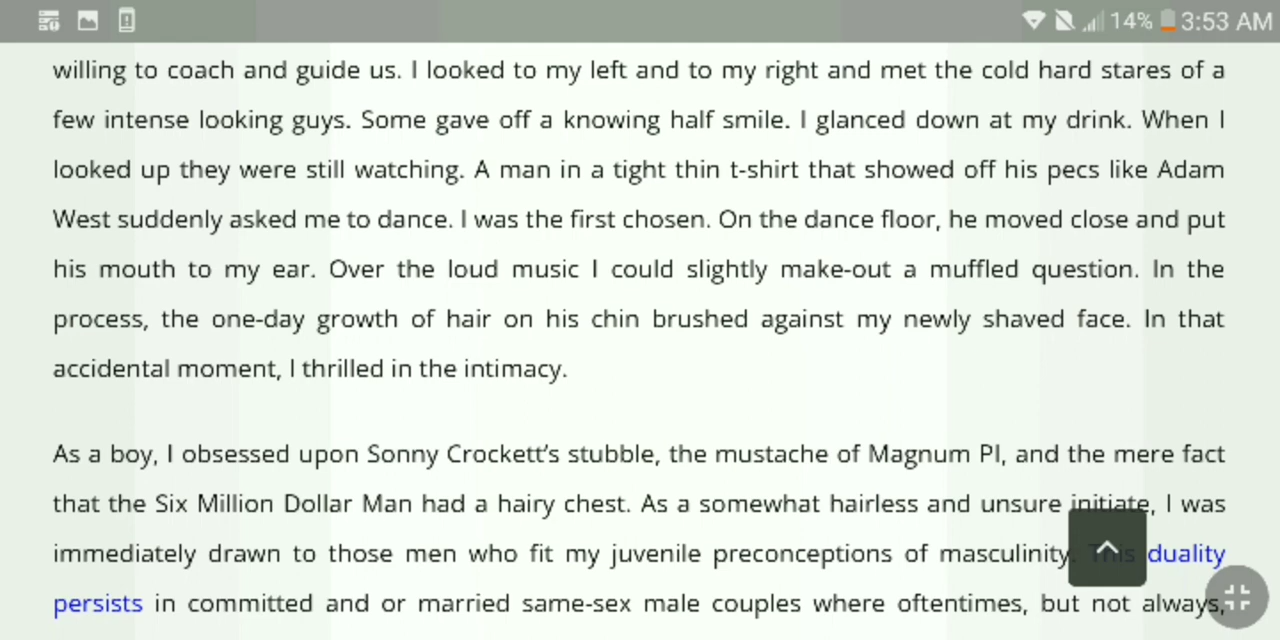 14% 3:53 AM
willing to coach and guide us. I looked to my left and to my right and met the cold hard stares of a
few intense looking guys. Some gave off a knowing half smile. I glanced down at my drink. When I
looked up they were still watching. A man in a tight thin t-shirt that showed off his pecs like Adam
West suddenly asked me to dance. I was the first chosen. On the dance floor, he moved close and put
his mouth to my ear. Over the loud music I could slightly make-out a muffled question. In the
process, the one-day growth of hair on his chin brushed against my newly shaved face. In that
accidental moment, I thrilled in the intimacy.
As a boy, I obsessed upon Sonny Crockett’s stubble, the mustache of Magnum PI, and the mere fact
that the Six Million Dollar Man had a hairy chest. As a somewhat hairless and unsure initiate, I was
immediately drawn to those men who fit my juvenile preconceptions of masculinity. This duality
persists in committed and or married same-sex male couples where oftentimes, but not always,